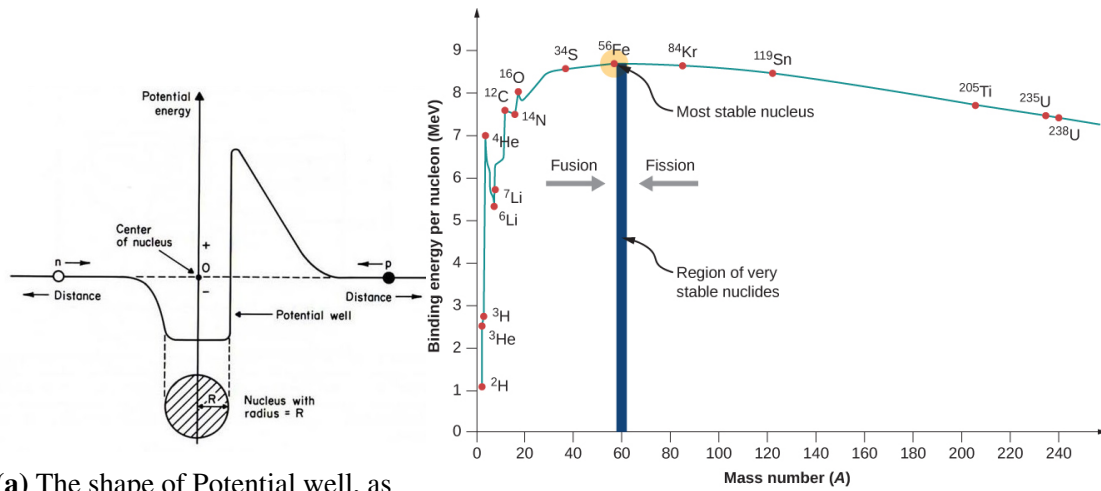 Potential
energy
Center
of nucleus
+
O
−
n
p
Distance
Distance
Potential well
R
Nucleus with
radius = R
(a) The shape of Potential well, as
Binding energy per nucleon (MeV)
9
8
7
6
5
4
3
2
1
0
0 20 40 60 80 100 120 140 160 180 200 220 240
Mass number (A)
²H
³H
³He
⁴He
⁶Li
⁷Li
¹²C
¹⁴N
¹⁶O
³⁴S
⁵⁶Fe
⁸⁴Kr
¹¹⁹Sn
²⁰⁵Ti
²³⁵U
²³⁸U
Most stable nucleus
Fusion
Fission
Region of very
stable nuclides